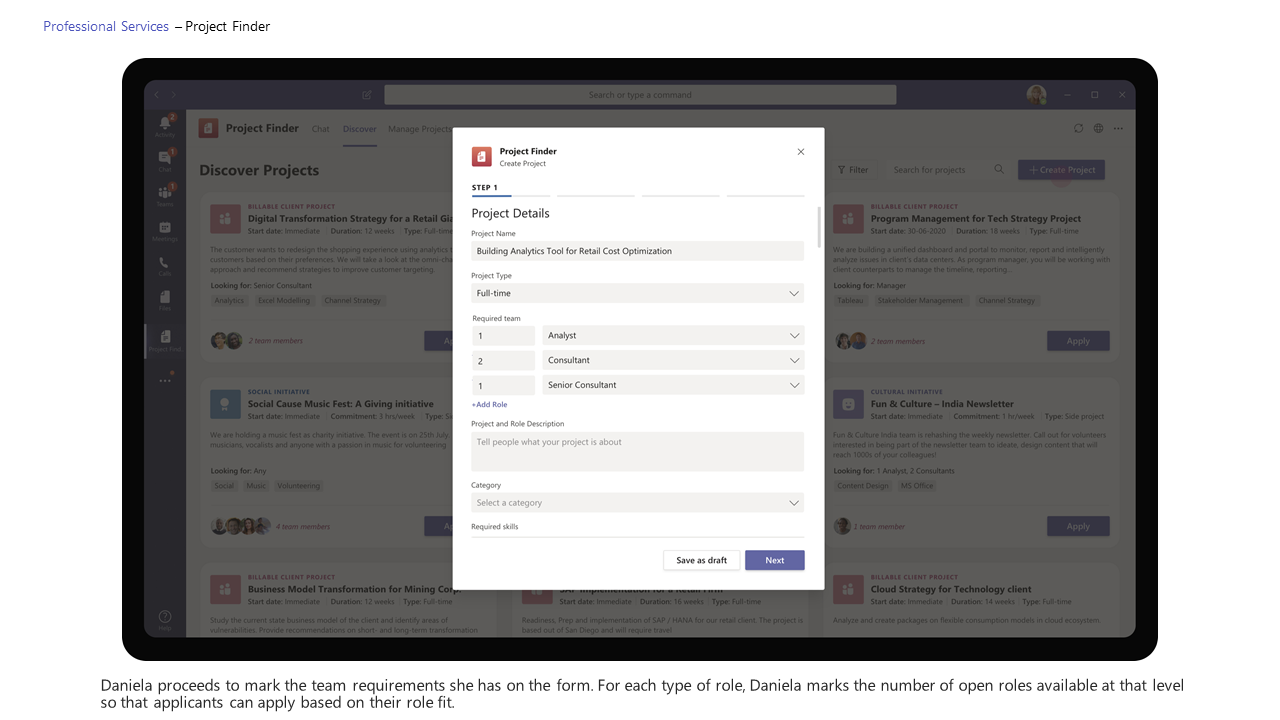 Professional Services – Project Finder
Search or type a command
Activity
2
Chat
1
Teams
1
Meetings
Calls
Files
Project Find
Help
Project Finder
Chat
Discover
Manage Projects
Discover Projects
Filter
Search for projects
+ Create Project
BILLABLE CLIENT PROJECT
Digital Transformation Strategy for a Retail Gia
Start date: Immediate Duration: 12 weeks Type: Full-time
The customer wants to redesign the shopping experience using analytics t
customers based on their preferences. We will take a look at the omni-cha
approach and recommend strategies to improve customer targeting.
Looking for: Senior Consultant
Analytics Excel Modelling Channel Strategy
2 team members
Ap
SOCIAL INITIATIVE
Social Cause Music Fest: A Giving initiative
Start date: Immediate Commitment: 3 hr/week Type: Si
We are holding a music fest as charity initiative. The event is on 25th July.
musicians, vocalists and anyone with a passion in music for volunteering
Looking for: Any
Social Music Volunteering
4 team members
Ap
BILLABLE CLIENT PROJECT
Business Model Transformation for Mining Corp.
Start date: Immediate Duration: 12 weeks Type: Full-time
Study the current state business model of the client and identify areas of
vulnerabilities. Provide recommendations on short- and long-term transformation
Project Finder
Create Project
STEP 1
Project Details
Project Name
Building Analytics Tool for Retail Cost Optimization
Project Type
Full-time
Required team
1 Analyst
2 Consultant
1 Senior Consultant
+Add Role
Project and Role Description
Tell people what your project is about
Category
Select a category
Required skills
Save as draft
Next
SAP Implementation for a Retail Firm
Start date: Immediate Duration: 16 weeks Type: Full-time
Readiness, Prep and implementation of SAP / HANA for our retail client. The project is
based out of San Diego and will require travel
BILLABLE CLIENT PROJECT
Program Management for Tech Strategy Project
Start date: 30-06-2020 Duration: 18 weeks Type: Full-time
We are building a unified dashboard and portal to monitor, report and intelligently
analyze issues in client's data centers. As program manager, you will be working with
client counterparts to manage the timeline, reporting...
Looking for: Manager
Tableau Stakeholder Management Channel Strategy
2 team members
Apply
CULTURAL INITIATIVE
Fun & Culture – India Newsletter
Start date: Immediate Commitment: 1 hr/week Type: Side project
Fun & Culture India team is rehashing the weekly newsletter. Call out for volunteers
interested in being part of the newsletter team to ideate, design content that will
reach 1000s of your colleagues!
Looking for: 1 Analyst, 2 Consultants
Content Design MS Office
1 team member
Apply
BILLABLE CLIENT PROJECT
Cloud Strategy for Technology client
Start date: Immediate Duration: 14 weeks Type: Full-time
Analyze and create packages on flexible consumption models in cloud ecosystem.
Daniela proceeds to mark the team requirements she has on the form. For each type of role, Daniela marks the number of open roles available at that level
so that applicants can apply based on their role fit.